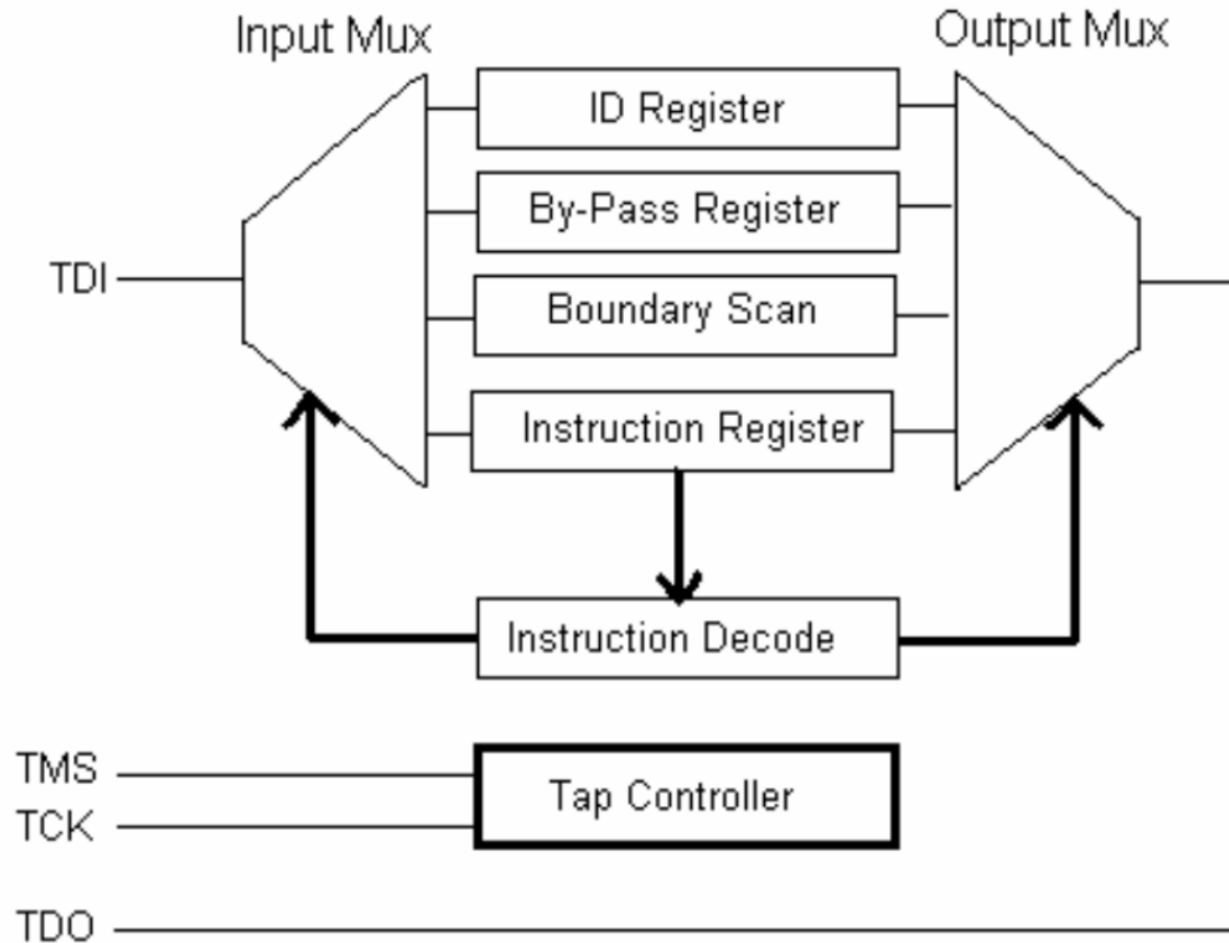 Input Mux
Output Mux
ID Register
By-Pass Register
TDI
Boundary Scan
Instruction Register
Instruction Decode
TMS
Tap Controller
TCK
TDO